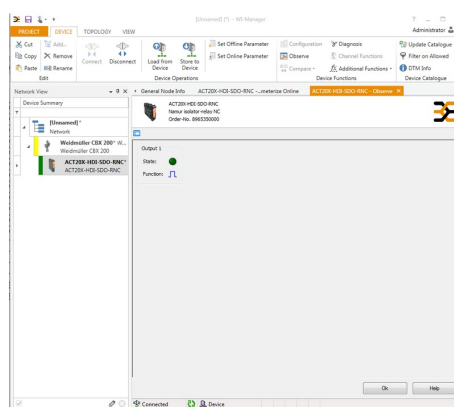 [Unnamed] (*) - WI-Manager
PROJECT DEVICE TOPOLOGY VIEW Administrator
Cut Add... Set Offline Parameter Configuration Diagnosis Update Catalogue
Copy Remove Connect Disconnect Load from Device Store to Device Set Online Parameter Observe Channel Functions Filter on Allowed
Paste Rename Compare Additional Functions DTM Info
Edit Device Operations Device Functions Device Catalogue
Network View General Node Info ACT20X-HDI-SDO-RNC -...meterize Online ACT20X-HDI-SDO-RNC - Observe
Device Summary
ACT20X-HDI-SDO-RNC
Namur isolator-relay NC
Order-No. 8965350000
[Unnamed]*
Network
Weidmüller CBX 200* W...
Weidmüller CBX 200
ACT20X-HDI-SDO-RNC*
ACT20X-HDI-SDO-RNC
Output 1
State:
Function:
Ok Help
Connected Device